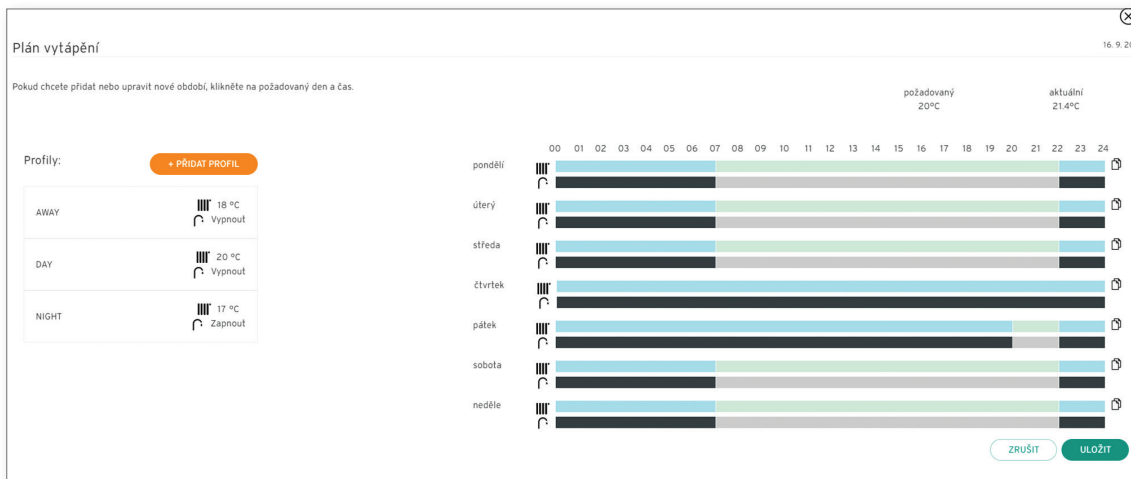 Plán vytápění
16. 9. 20
Pokud chcete přidat nebo upravit nové období, klikněte na požadovaný den a čas.
požadovaný aktuální
20°C 21.4°C
Profily:
+ PŘIDAT PROFIL
AWAY
18 °C
Vypnout
DAY
20 °C
Vypnout
NIGHT
17 °C
Zapnout
00 01 02 03 04 05 06 07 08 09 10 11 12 13 14 15 16 17 18 19 20 21 22 23 24
pondělí
úterý
středa
čtvrtek
pátek
sobota
neděle
ZRUŠIT ULOŽIT